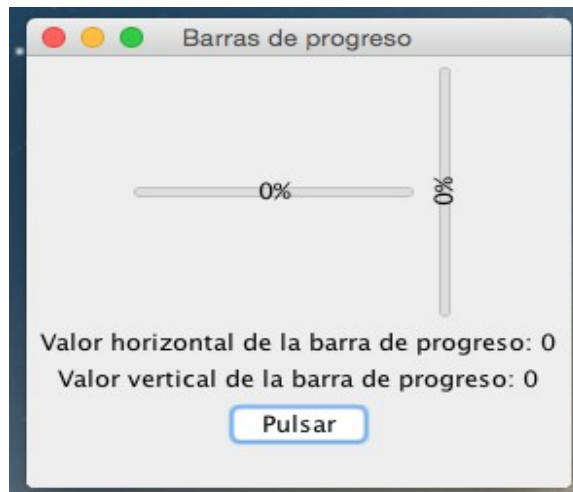 Barras de progreso
0%
0%
Valor horizontal de la barra de progreso: 0
Valor vertical de la barra de progreso: 0
Pulsar